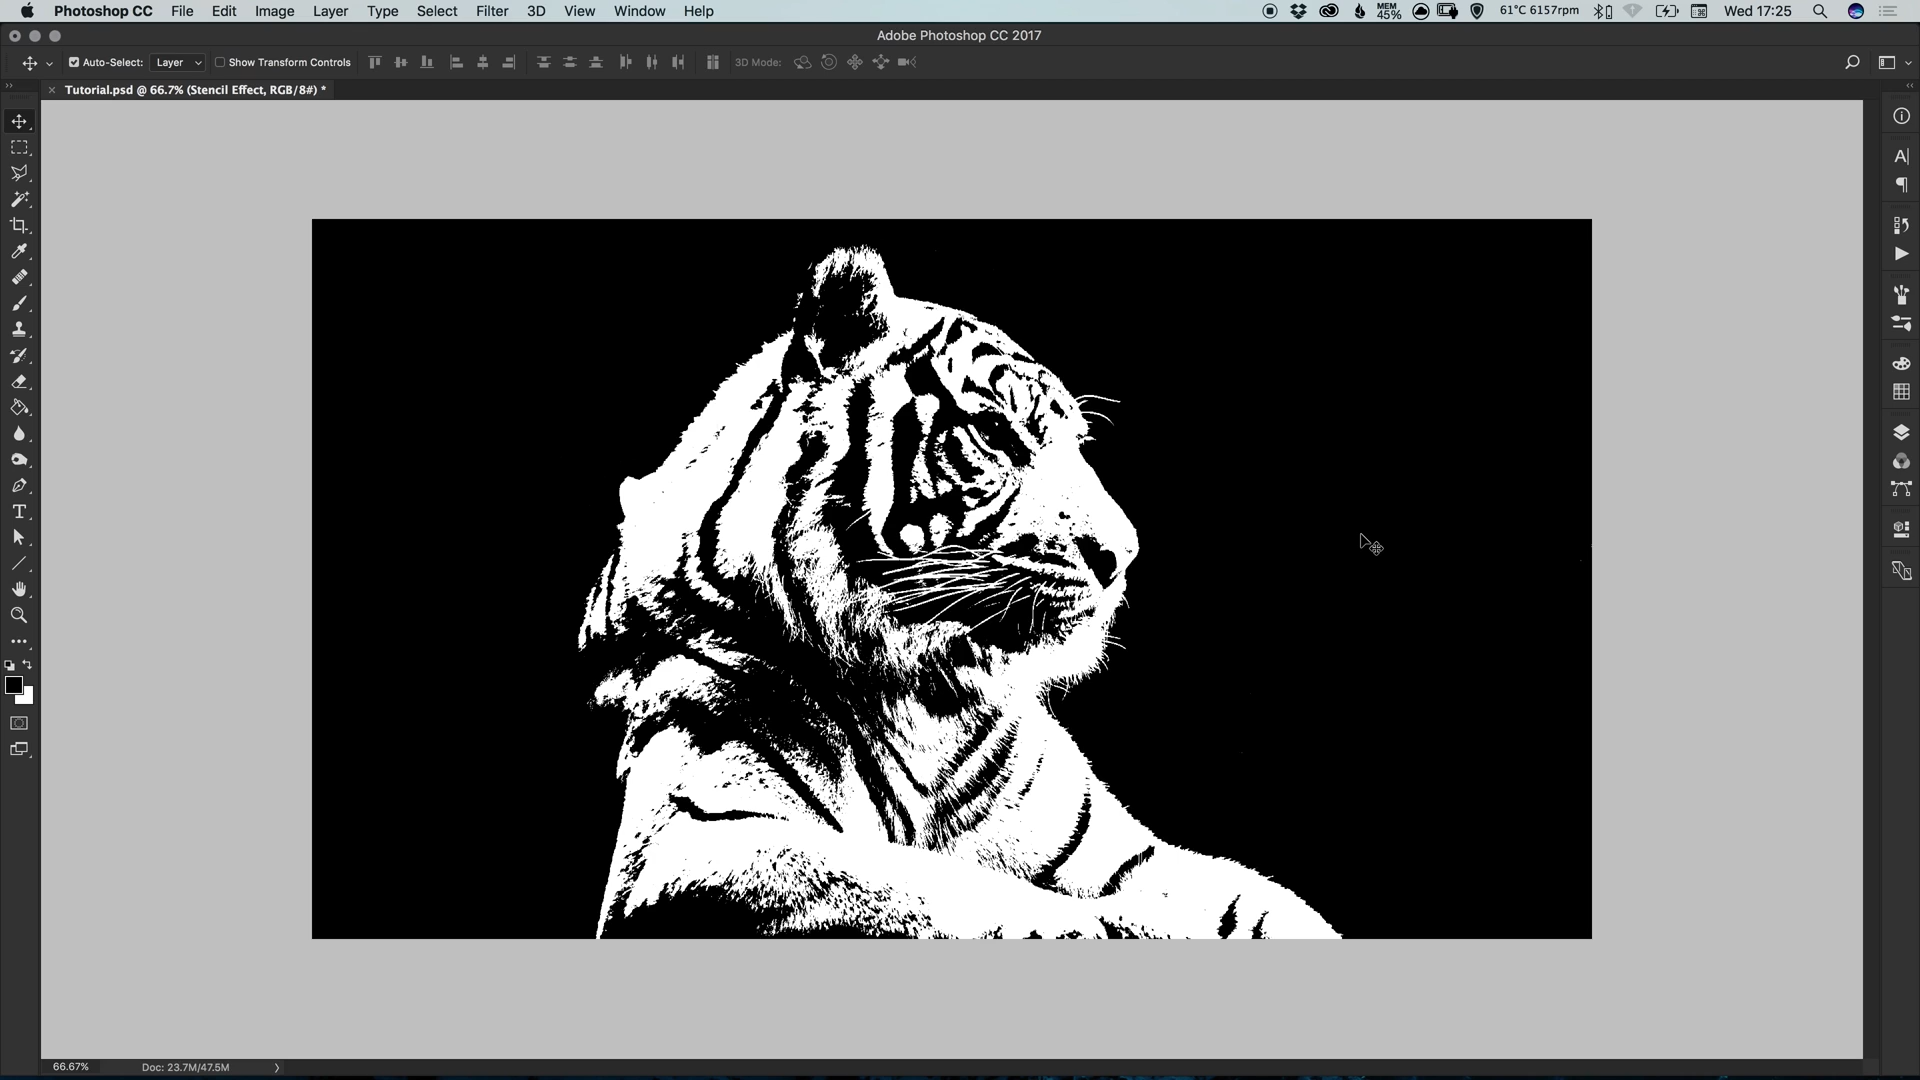 Photoshop CC File Edit Image Layer Type Select Filter 3D View Window Help MEM 45% 61°C 6157rpm Wed 17:25
Adobe Photoshop CC 2017
Auto-Select: Layer Show Transform Controls 3D Mode:
Tutorial.psd @ 66.7% (Stencil Effect, RGB/8#) *
66.67% Doc: 23.7M/47.5M